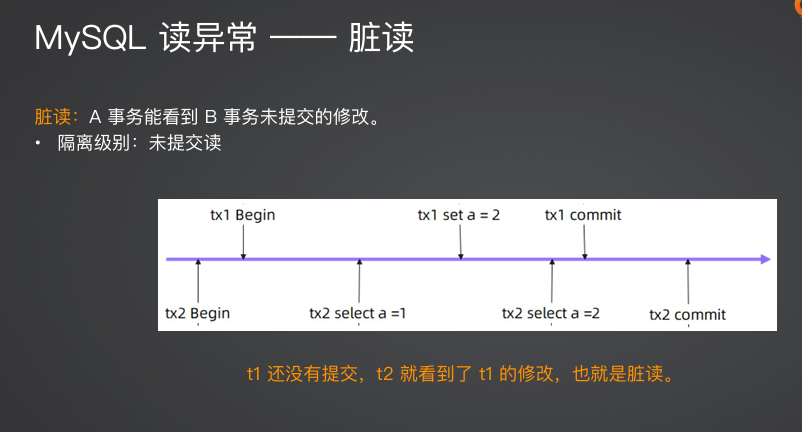 MySQL 读异常 —— 脏读
脏读：A 事务能看到 B 事务未提交的修改。
• 隔离级别：未提交读
tx1 Begin
tx1 set a = 2
tx1 commit
tx2 Begin
tx2 select a =1
tx2 select a =2
tx2 commit
t1 还没有提交，t2 就看到了 t1 的修改，也就是脏读。